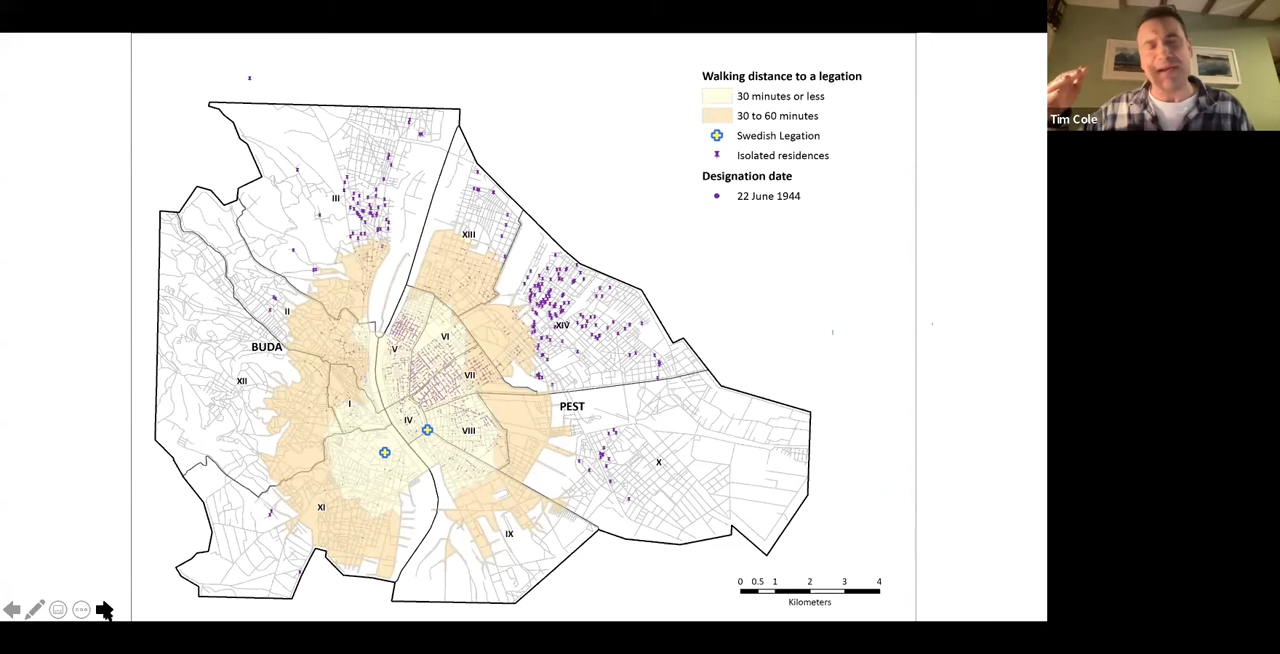 Walking distance to a legation
30 minutes or less
30 to 60 minutes
Swedish Legation
Isolated residences
Designation date
22 June 1944
Tim Cole
III
XIII
II
XIV
VI
V
BUDA
VII
XII
I
PEST
IV
VIII
X
XI
IX
0 0.5 1 2 3 4
Kilometers